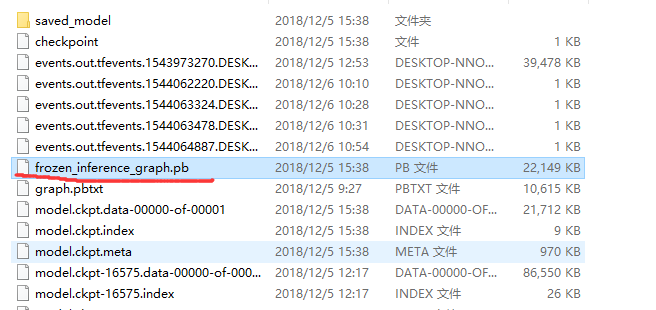 saved_model 2018/12/5 15:38 文件夹
checkpoint 2018/12/5 15:38 文件 1 KB
events.out.tfevents.1543973270.DESK... 2018/12/5 12:53 DESKTOP-NNO... 39,478 KB
events.out.tfevents.1544062220.DESK... 2018/12/6 10:10 DESKTOP-NNO... 1 KB
events.out.tfevents.1544063324.DESK... 2018/12/6 10:28 DESKTOP-NNO... 1 KB
events.out.tfevents.1544063478.DESK... 2018/12/6 10:31 DESKTOP-NNO... 1 KB
events.out.tfevents.1544064887.DESK... 2018/12/6 10:54 DESKTOP-NNO... 1 KB
frozen_inference_graph.pb 2018/12/5 15:38 PB 文件 22,149 KB
graph.pbtxt 2018/12/5 9:27 PBTXT 文件 10,615 KB
model.ckpt.data-00000-of-00001 2018/12/5 15:38 DATA-00000-OF... 21,712 KB
model.ckpt.index 2018/12/5 15:38 INDEX 文件 9 KB
model.ckpt.meta 2018/12/5 15:38 META 文件 970 KB
model.ckpt-16575.data-00000-of-000... 2018/12/5 12:17 DATA-00000-OF... 86,550 KB
model.ckpt-16575.index 2018/12/5 12:17 INDEX 文件 26 KB